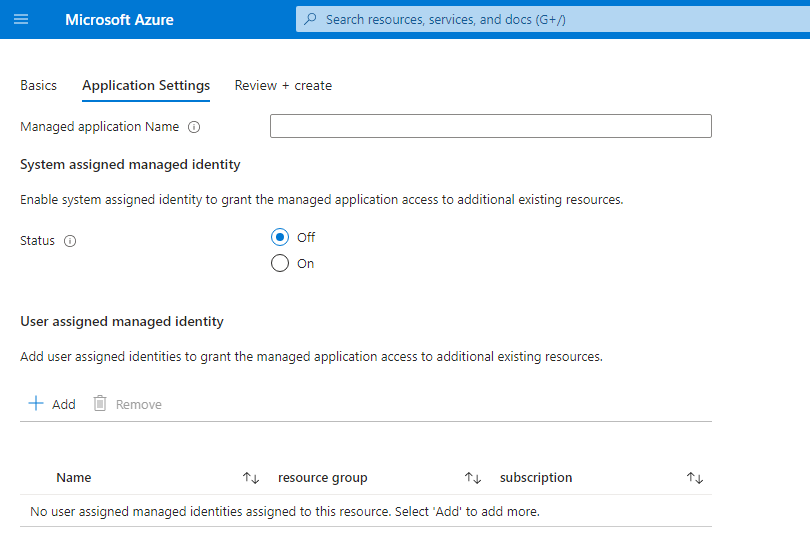 Microsoft Azure
Search resources, services, and docs (G+/)
Basics Application Settings Review + create
Managed application Name
System assigned managed identity
Enable system assigned identity to grant the managed application access to additional existing resources.
Status
Off
On
User assigned managed identity
Add user assigned identities to grant the managed application access to additional existing resources.
Add Remove
Name resource group subscription
No user assigned managed identities assigned to this resource. Select 'Add' to add more.